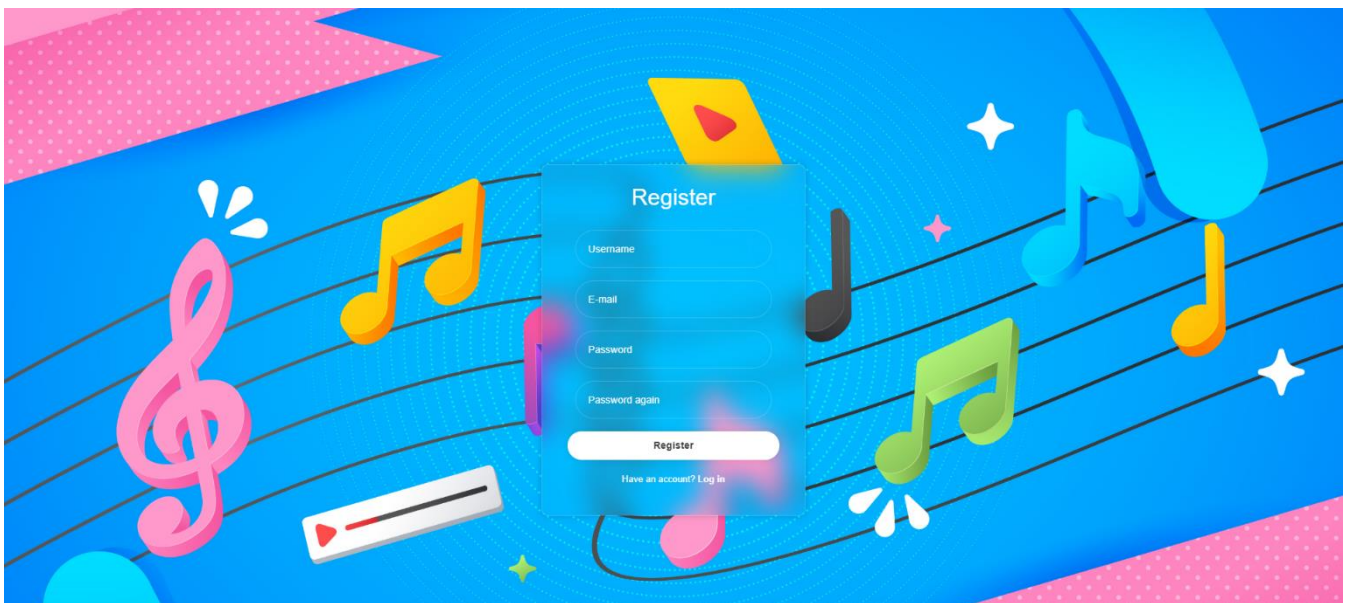 Register
Username
E-mail
Password
Password again
Register
Have an account? Log in